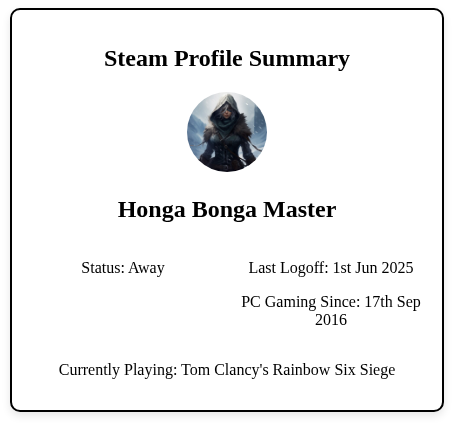 Steam Profile Summary
Honga Bonga Master
Status: Away
Last Logoff: 1st Jun 2025
PC Gaming Since: 17th Sep
2016
Currently Playing: Tom Clancy's Rainbow Six Siege